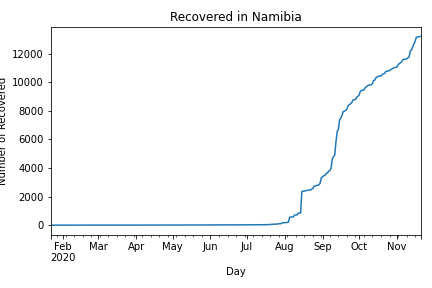 Recovered in Namibia
Number of Recovered
12000
10000
8000
6000
4000
2000
0
Feb Mar Apr May Jun Jul Aug Sep Oct Nov
2020
Day